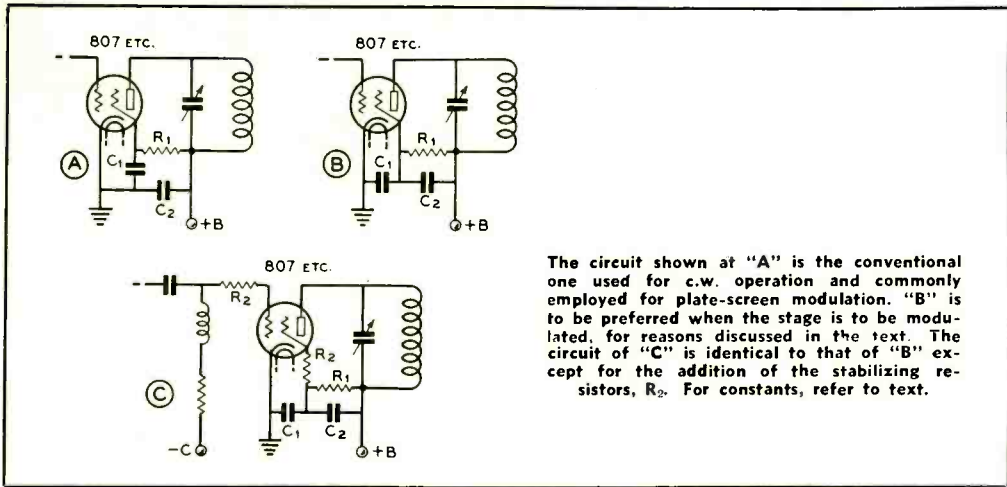 807 ETC.
R1
C1
A
C2
+B
807 ETC.
R1
C1
B
C2
+B
807 ETC.
R2
R2
R1
C
C1
C2
-C
+B
The circuit shown at "A" is the conventional
one used for c.w. operation and commonly
employed for plate-screen modulation. "B" is
to be preferred when the stage is to be modu-
lated, for reasons discussed in the text. The
circuit of "C" is identical to that of "B" ex-
cept for the addition of the stabilizing re-
sistors, R2. For constants, refer to text.